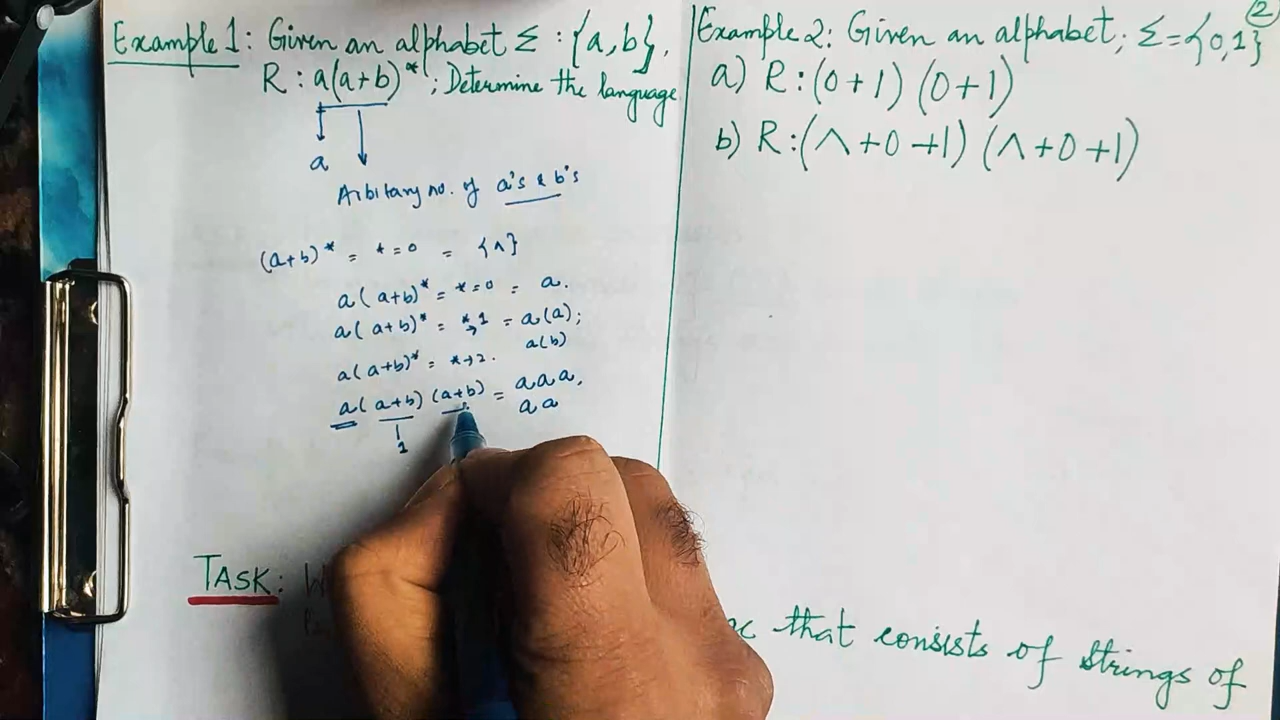 Example 1: Given an alphabet Σ : {a, b},
R : a(a+b)* ; Determine the language
a
Arbitary no. of a's & b's
(a+b)* = * = 0 = {^}
a(a+b)* = * = 0 = a.
a(a+b)* = * → 1 = a(a);
a(b)
a(a+b)* = * → 2.
a(a+b)(a+b) = aaa,
aa
1
TASK:
that consists of strings of
2
Example 2: Given an alphabet; Σ = {0,1}
a) R : (0+1) (0+1)
b) R : (^+0+1) (^+0+1)